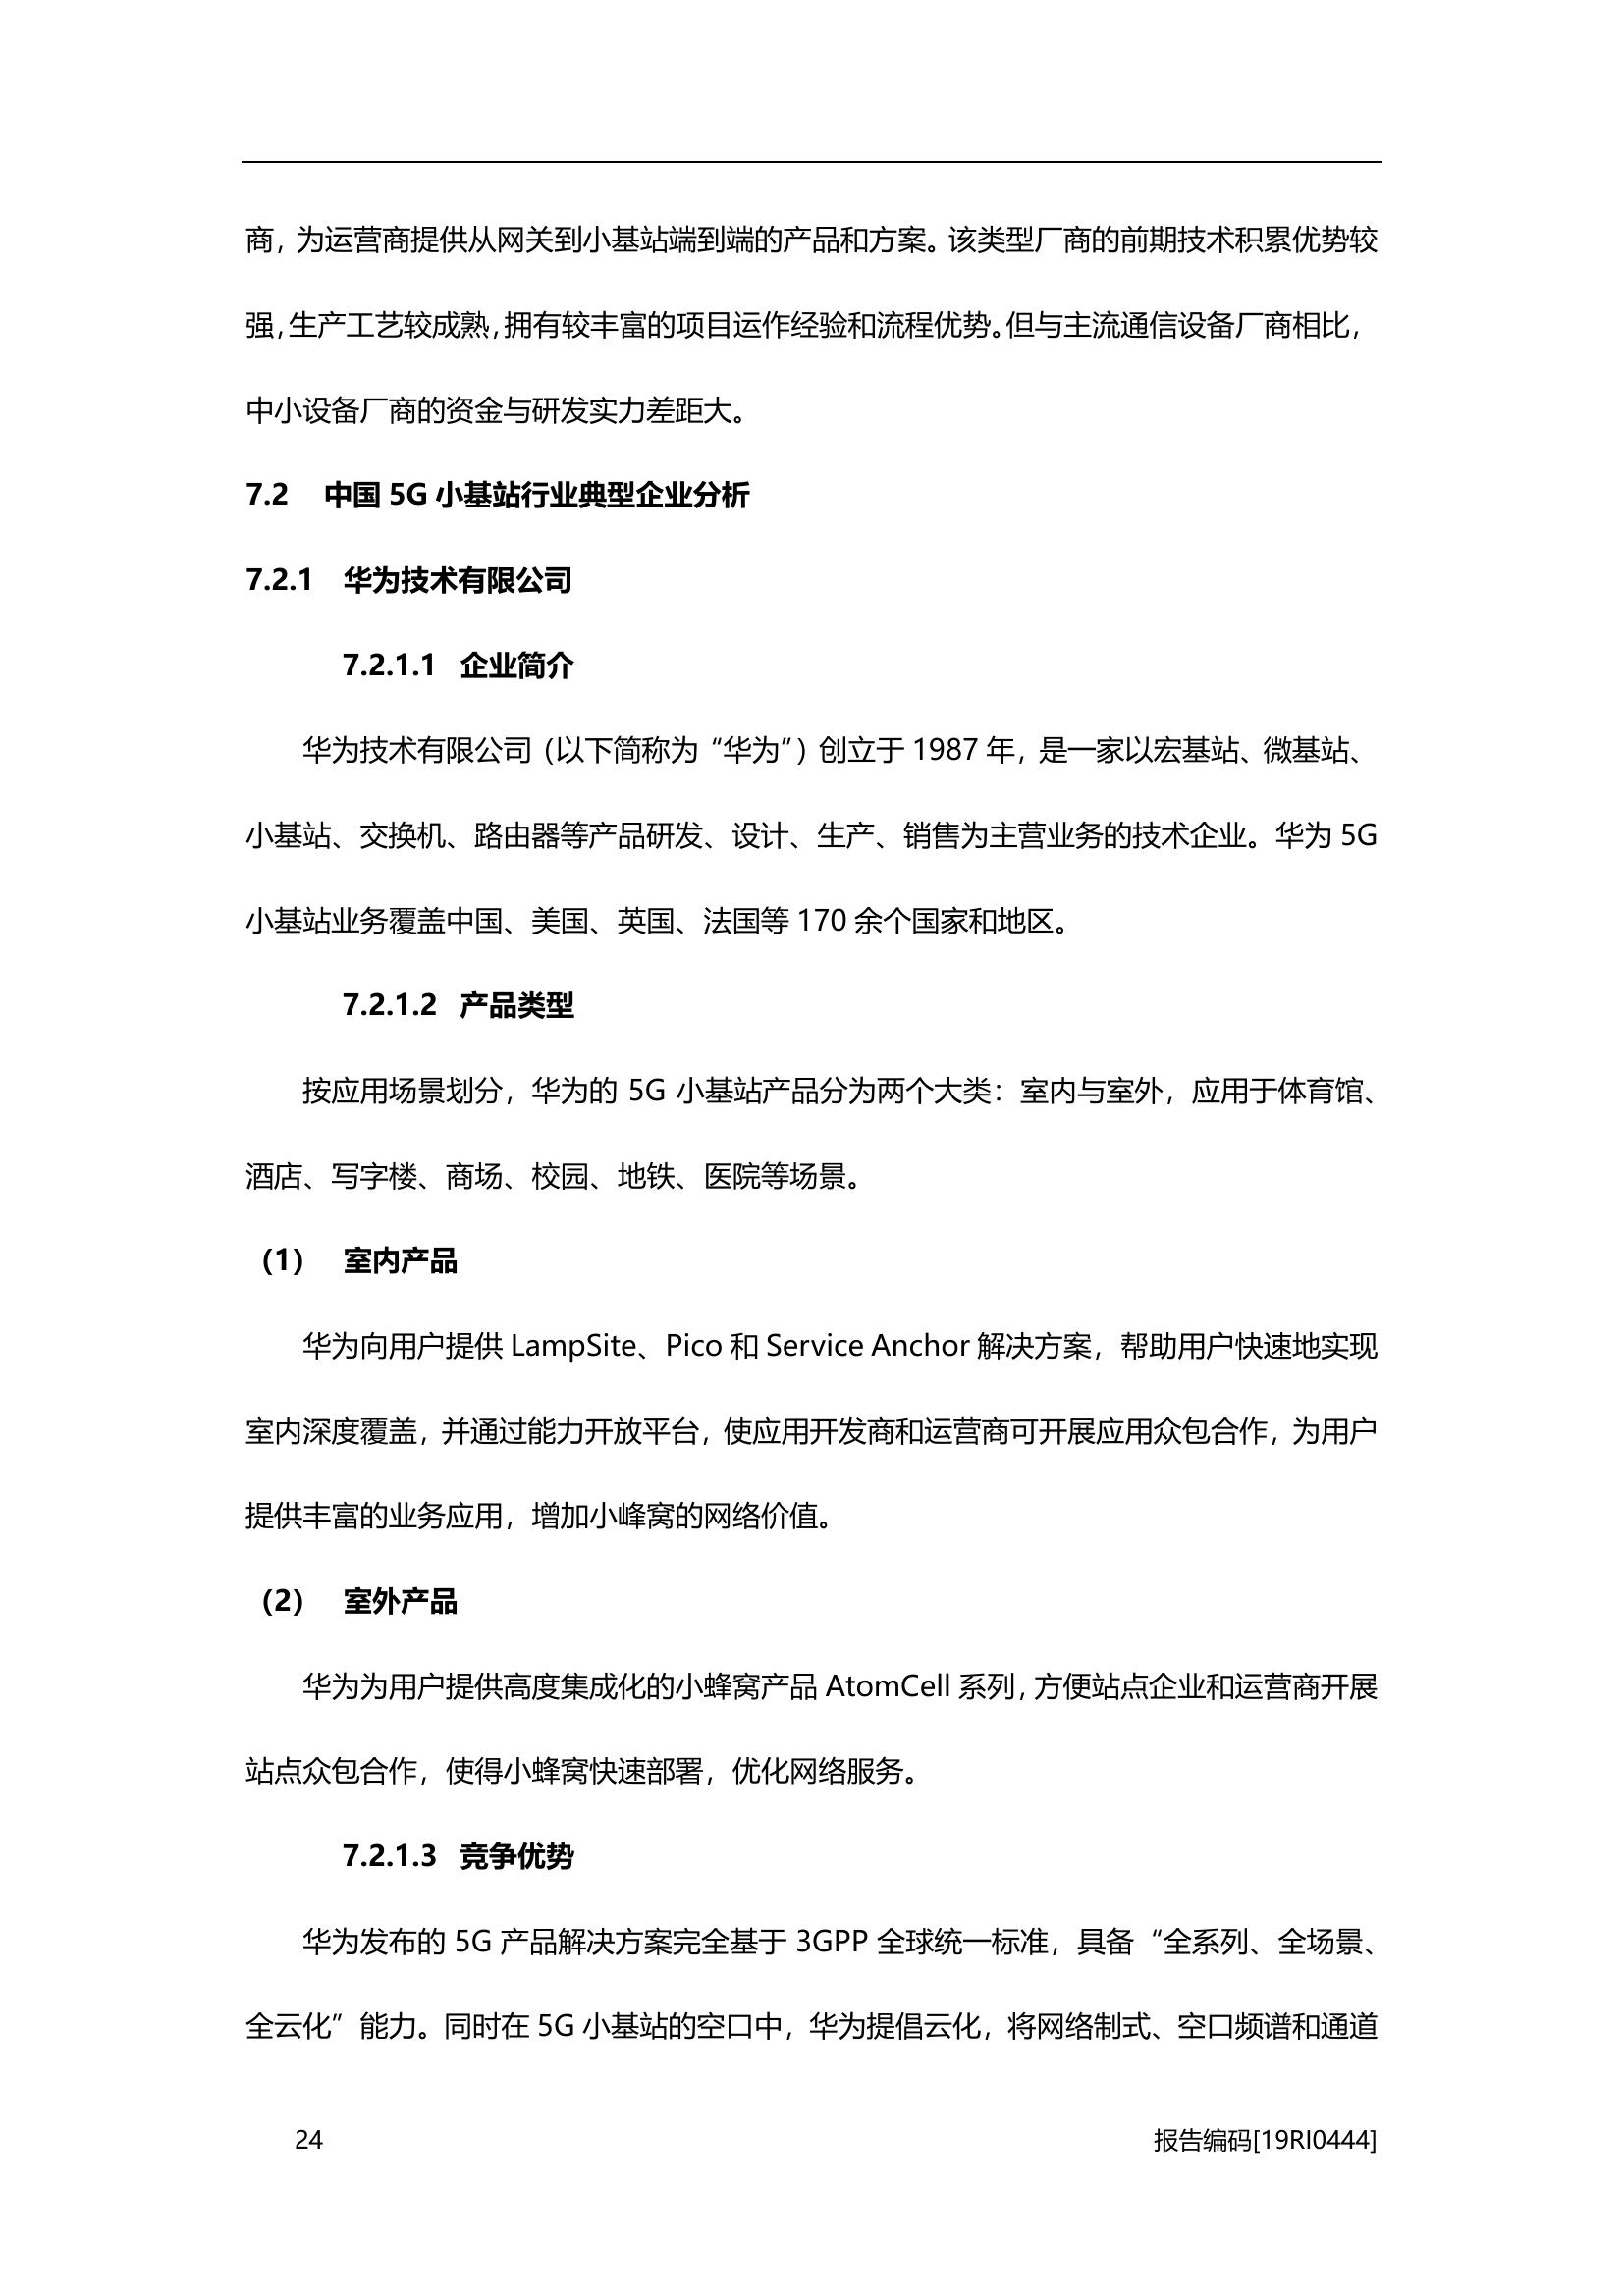 商，为运营商提供从网关到小基站端到端的产品和方案。该类型厂商的前期技术积累优势较
强，生产工艺较成熟，拥有较丰富的项目运作经验和流程优势。但与主流通信设备厂商相比，
中小设备厂商的资金与研发实力差距大。
7.2 中国 5G 小基站行业典型企业分析
7.2.1 华为技术有限公司
7.2.1.1 企业简介
华为技术有限公司（以下简称为“华为”）创立于 1987 年，是一家以宏基站、微基站、
小基站、交换机、路由器等产品研发、设计、生产、销售为主营业务的技术企业。华为 5G
小基站业务覆盖中国、美国、英国、法国等 170 余个国家和地区。
7.2.1.2 产品类型
按应用场景划分，华为的 5G 小基站产品分为两个大类：室内与室外，应用于体育馆、
酒店、写字楼、商场、校园、地铁、医院等场景。
（1） 室内产品
华为向用户提供 LampSite、Pico 和 Service Anchor 解决方案，帮助用户快速地实现
室内深度覆盖，并通过能力开放平台，使应用开发商和运营商可开展应用众包合作，为用户
提供丰富的业务应用，增加小峰窝的网络价值。
（2） 室外产品
华为为用户提供高度集成化的小蜂窝产品 AtomCell 系列，方便站点企业和运营商开展
站点众包合作，使得小蜂窝快速部署，优化网络服务。
7.2.1.3 竞争优势
华为发布的 5G 产品解决方案完全基于 3GPP 全球统一标准，具备“全系列、全场景、
全云化”能力。同时在 5G 小基站的空口中，华为提倡云化，将网络制式、空口频谱和通道
24 报告编码[19RI0444]